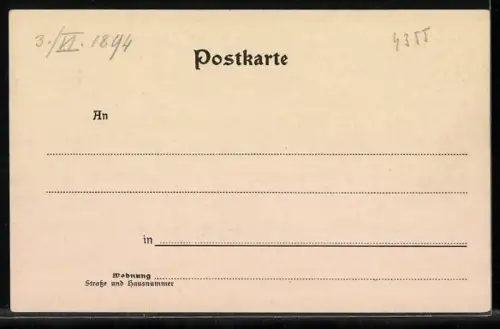 3./VI. 1894
4355
Postkarte
An
in
Wohnung
Straße und Hausnummer